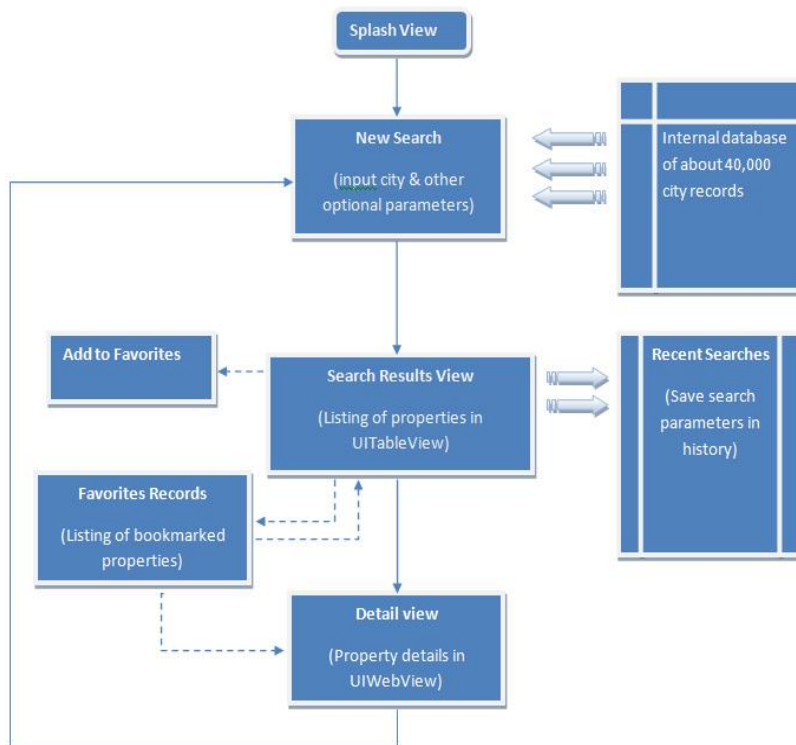 Splash View
New Search
(input city & other
optional parameters)
Internal database
of about 40,000
city records
Add to Favorites
Search Results View
(Listing of properties in
UITableView)
Recent Searches
(Save search
parameters in
history)
Favorites Records
(Listing of bookmarked
properties)
Detail view
(Property details in
UIWebView)